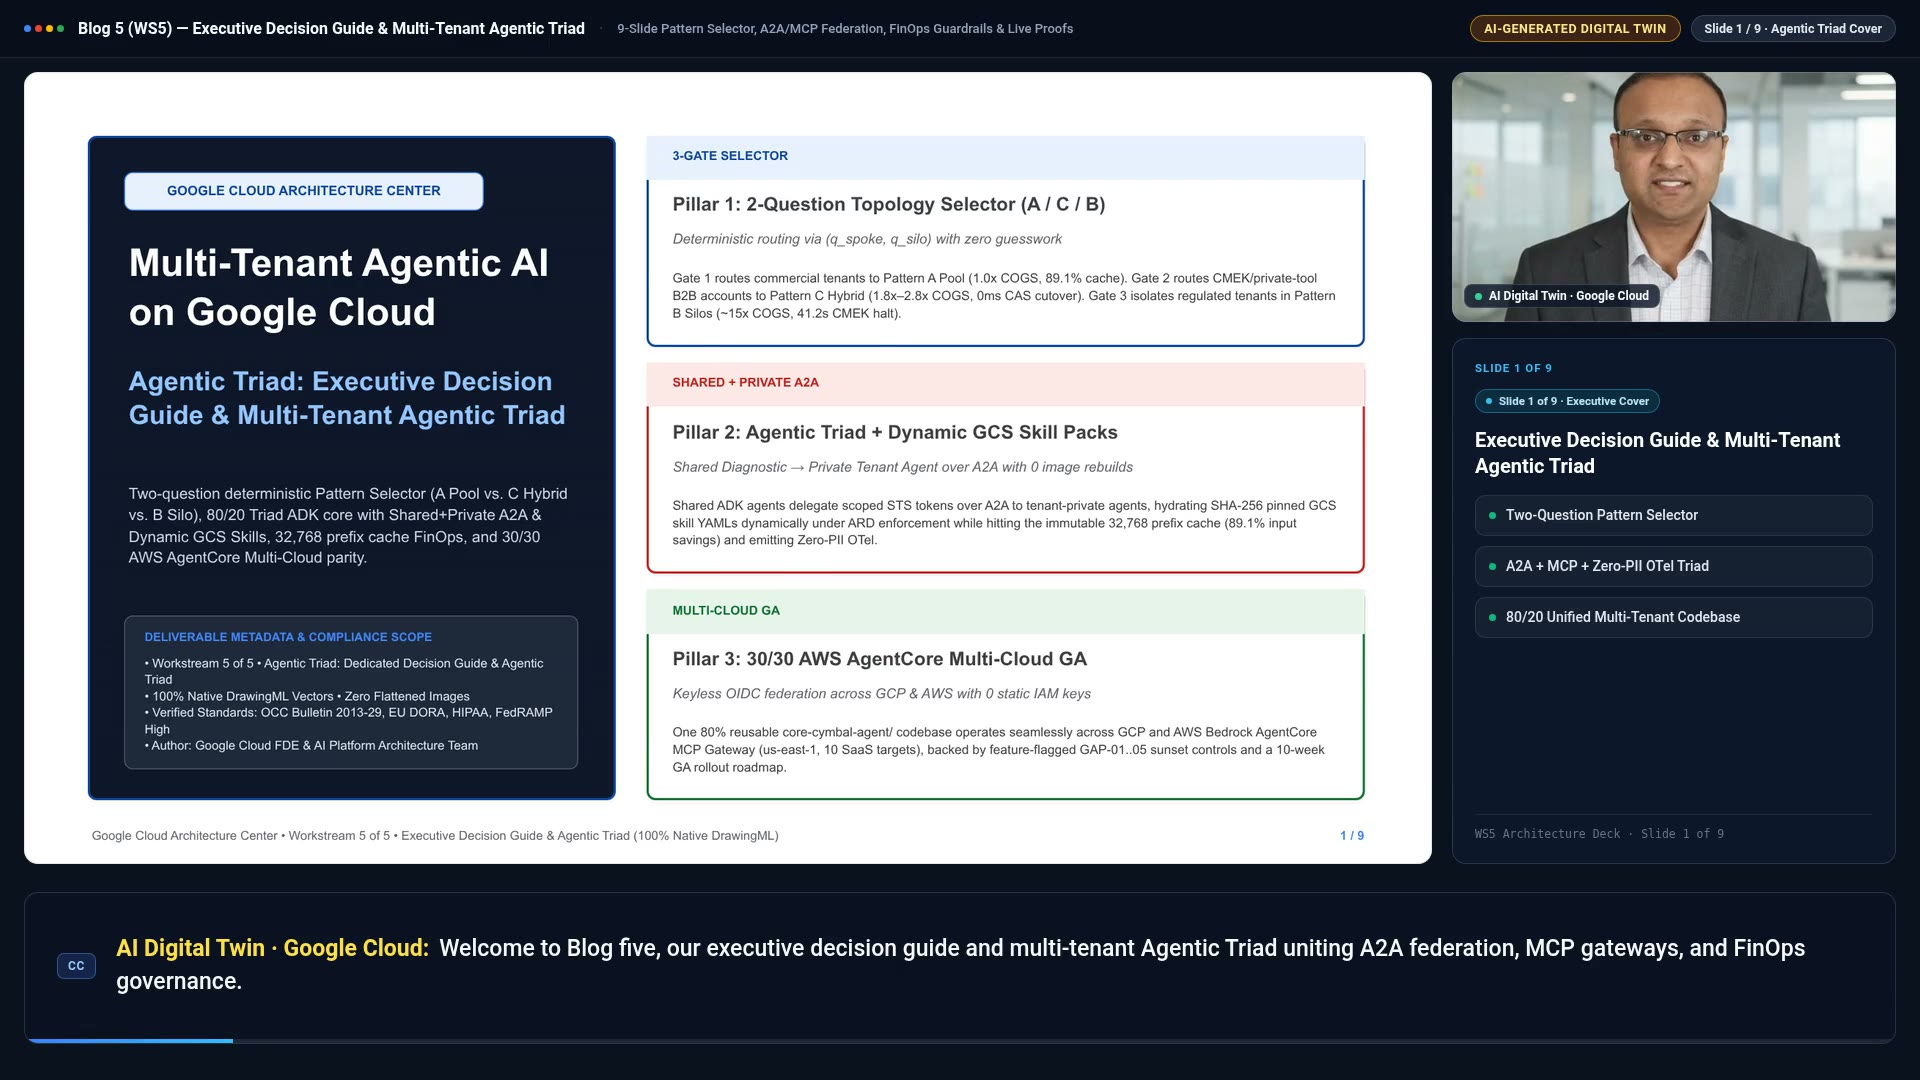 Blog 5 (WS5) — Executive Decision Guide & Multi-Tenant Agentic Triad · 9-Slide Pattern Selector, A2A/MCP Federation, FinOps Guardrails & Live Proofs
AI-GENERATED DIGITAL TWIN
Slide 1 / 9 · Agentic Triad Cover
GOOGLE CLOUD ARCHITECTURE CENTER
Multi-Tenant Agentic AI
on Google Cloud
Agentic Triad: Executive Decision
Guide & Multi-Tenant Agentic Triad
Two-question deterministic Pattern Selector (A Pool vs. C Hybrid
vs. B Silo), 80/20 Triad ADK core with Shared+Private A2A &
Dynamic GCS Skills, 32,768 prefix cache FinOps, and 30/30
AWS AgentCore Multi-Cloud parity.
DELIVERABLE METADATA & COMPLIANCE SCOPE
• Workstream 5 of 5 • Agentic Triad: Dedicated Decision Guide & Agentic
Triad
• 100% Native DrawingML Vectors • Zero Flattened Images
• Verified Standards: OCC Bulletin 2013-29, EU DORA, HIPAA, FedRAMP
High
• Author: Google Cloud FDE & AI Platform Architecture Team
3-GATE SELECTOR
Pillar 1: 2-Question Topology Selector (A / C / B)
Deterministic routing via (q_spoke, q_silo) with zero guesswork
Gate 1 routes commercial tenants to Pattern A Pool (1.0x COGS, 89.1% cache). Gate 2 routes CMEK/private-tool
B2B accounts to Pattern C Hybrid (1.8x–2.8x COGS, 0ms CAS cutover). Gate 3 isolates regulated tenants in Pattern
B Silos (~15x COGS, 41.2s CMEK halt).
SHARED + PRIVATE A2A
Pillar 2: Agentic Triad + Dynamic GCS Skill Packs
Shared Diagnostic → Private Tenant Agent over A2A with 0 image rebuilds
Shared ADK agents delegate scoped STS tokens over A2A to tenant-private agents, hydrating SHA-256 pinned GCS
skill YAMLs dynamically under ARD enforcement while hitting the immutable 32,768 prefix cache (89.1% input
savings) and emitting Zero-PII OTel.
MULTI-CLOUD GA
Pillar 3: 30/30 AWS AgentCore Multi-Cloud GA
Keyless OIDC federation across GCP & AWS with 0 static IAM keys
One 80% reusable core-cymbal-agent/ codebase operates seamlessly across GCP and AWS Bedrock AgentCore
MCP Gateway (us-east-1, 10 SaaS targets), backed by feature-flagged GAP-01..05 sunset controls and a 10-week
GA rollout roadmap.
Google Cloud Architecture Center • Workstream 5 of 5 • Executive Decision Guide & Agentic Triad (100% Native DrawingML)
1 / 9
AI Digital Twin · Google Cloud
SLIDE 1 OF 9
Slide 1 of 9 · Executive Cover
Executive Decision Guide & Multi-Tenant
Agentic Triad
Two-Question Pattern Selector
A2A + MCP + Zero-PII OTel Triad
80/20 Unified Multi-Tenant Codebase
WS5 Architecture Deck · Slide 1 of 9
CC
AI Digital Twin · Google Cloud: Welcome to Blog five, our executive decision guide and multi-tenant Agentic Triad uniting A2A federation, MCP gateways, and FinOps
governance.